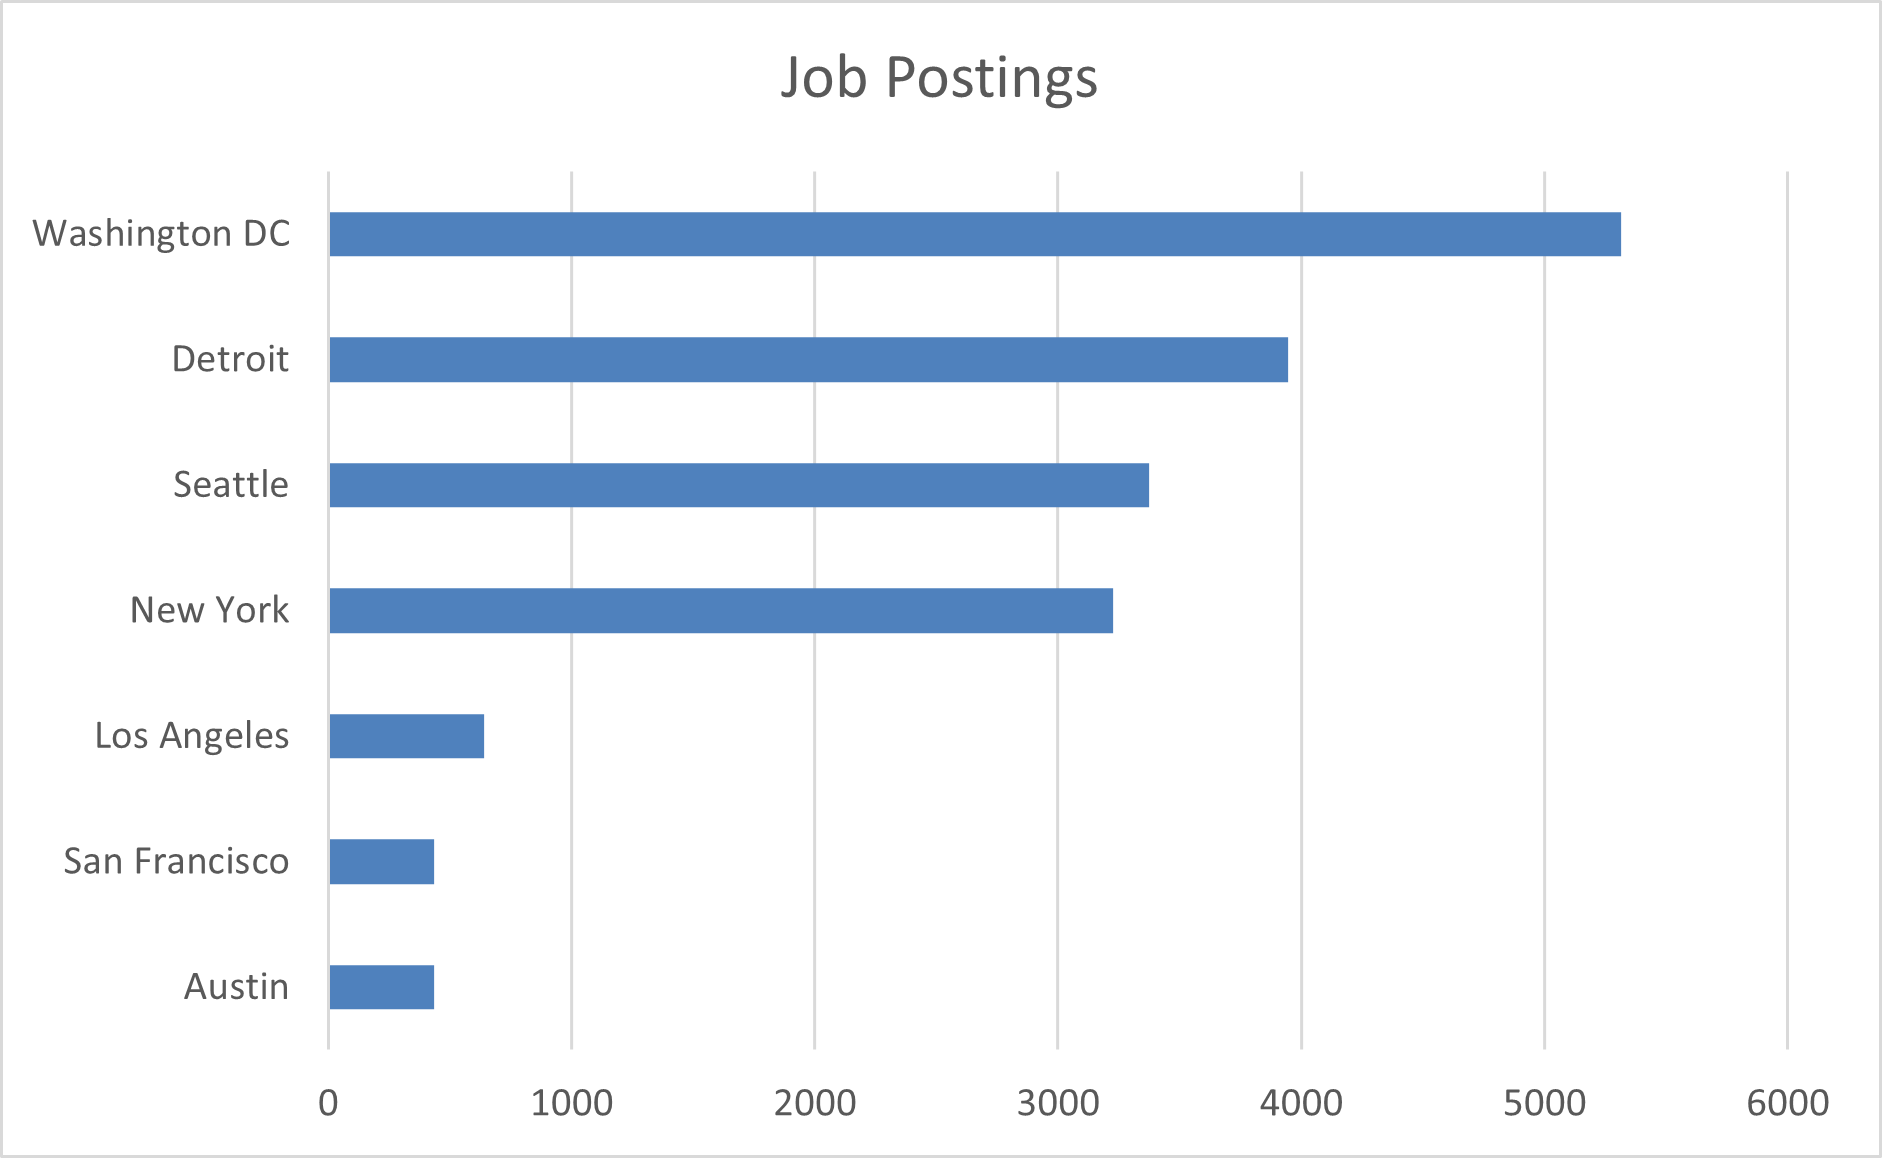 Job Postings
Washington DC
Detroit
Seattle
New York
Los Angeles
San Francisco
Austin
0 1000 2000 3000 4000 5000 6000